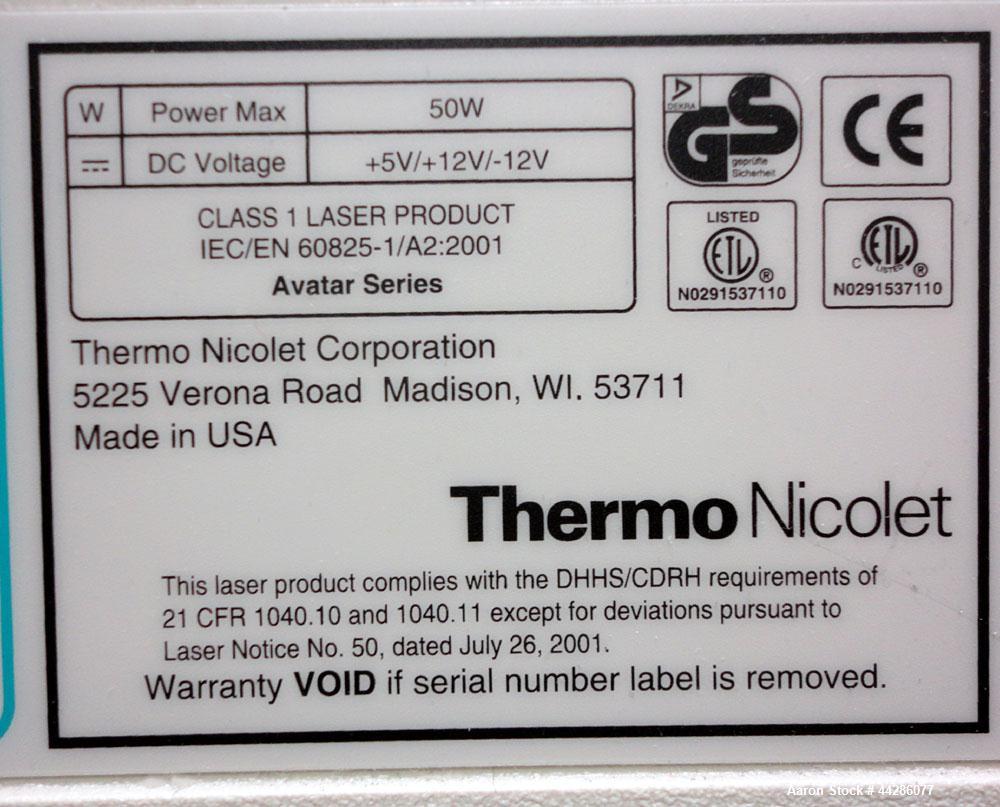 W Power Max 50W
DC Voltage +5V/+12V/-12V
CLASS 1 LASER PRODUCT
IEC/EN 60825-1/A2:2001
Avatar Series
DEKRA
GS
geprüfte
Sicherheit
CE
LISTED
ETL ®
N0291537110
ETL
C LISTED ®
N0291537110
Thermo Nicolet Corporation
5225 Verona Road Madison, WI. 53711
Made in USA
Thermo Nicolet
This laser product complies with the DHHS/CDRH requirements of
21 CFR 1040.10 and 1040.11 except for deviations pursuant to
Laser Notice No. 50, dated July 26, 2001.
Warranty VOID if serial number label is removed.
Aaron Stock# 44286077